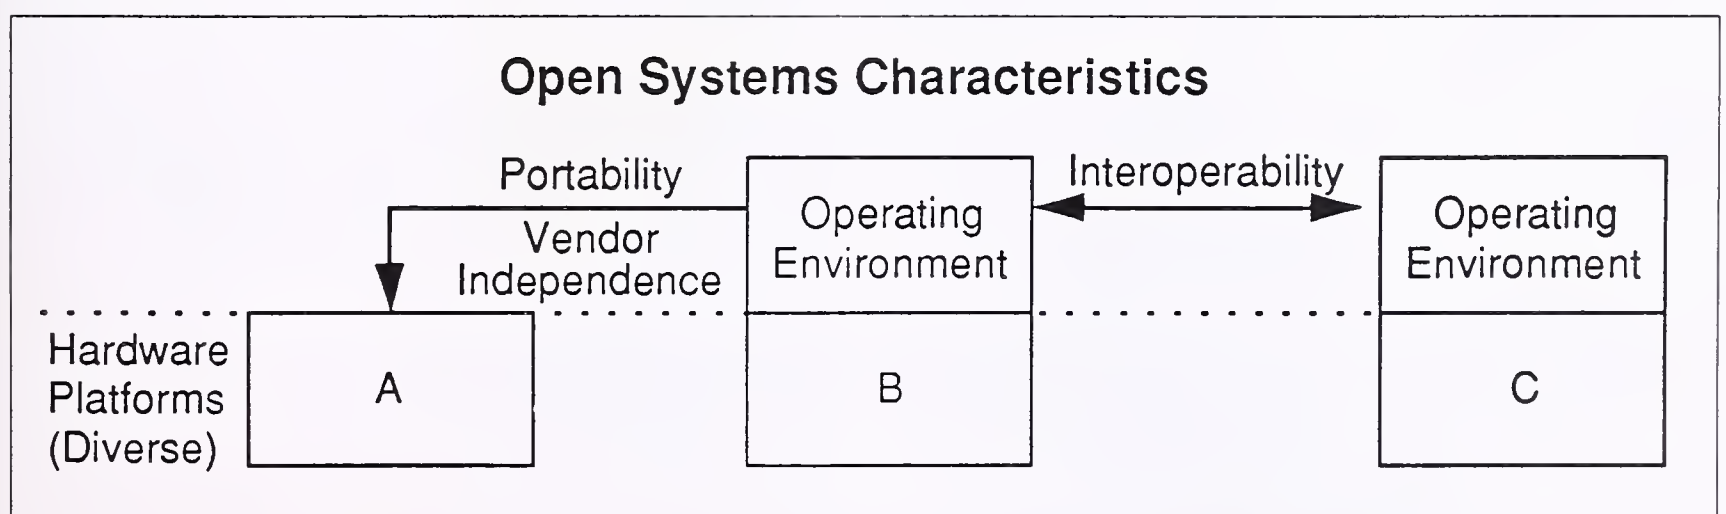 Open Systems Characteristics
Portability
Vendor
Independence
Operating
Environment
Interoperability
Operating
Environment
Hardware
Platforms
(Diverse)
A
B
C